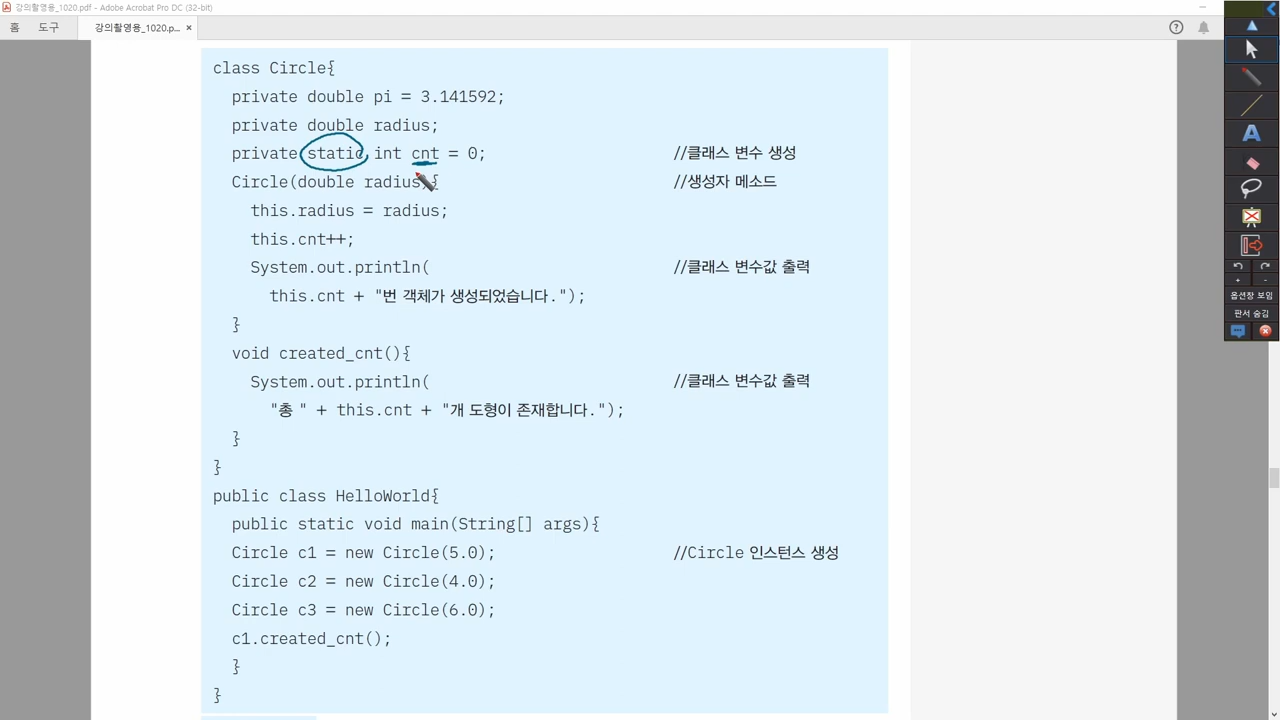 강의촬영용_1020.pdf - Adobe Acrobat Pro DC (32-bit)
홈 도구 강의촬영용_1020.p... ×
class Circle{
private double pi = 3.141592;
private double radius;
private static int cnt = 0; //클래스 변수 생성
Circle(double radius){ //생성자 메소드
this.radius = radius;
this.cnt++;
System.out.println( //클래스 변수값 출력
this.cnt + "번 객체가 생성되었습니다.");
}
void created_cnt(){
System.out.println( //클래스 변수값 출력
"총 " + this.cnt + "개 도형이 존재합니다.");
}
}
public class HelloWorld{
public static void main(String[] args){
Circle c1 = new Circle(5.0); //Circle 인스턴스 생성
Circle c2 = new Circle(4.0);
Circle c3 = new Circle(6.0);
c1.created_cnt();
}
}
A
옵션장 보임
판서 숨김